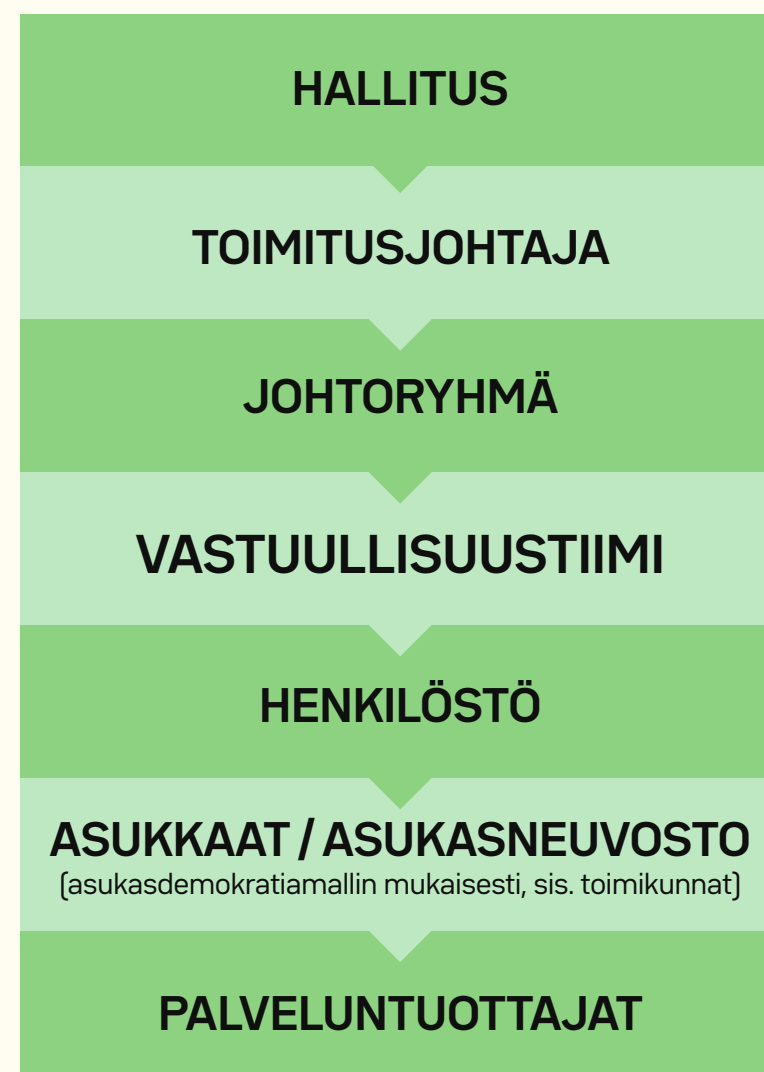 HALLITUS
TOIMITUSJOHTAJA
JOHTORYHMÄ
VASTUULLISUUSTIIMI
HENKILÖSTÖ
ASUKKAAT / ASUKASNEUVOSTO
(asukasdemokratiamallin mukaisesti, sis. toimikunnat)
PALVELUNTUOTTAJAT